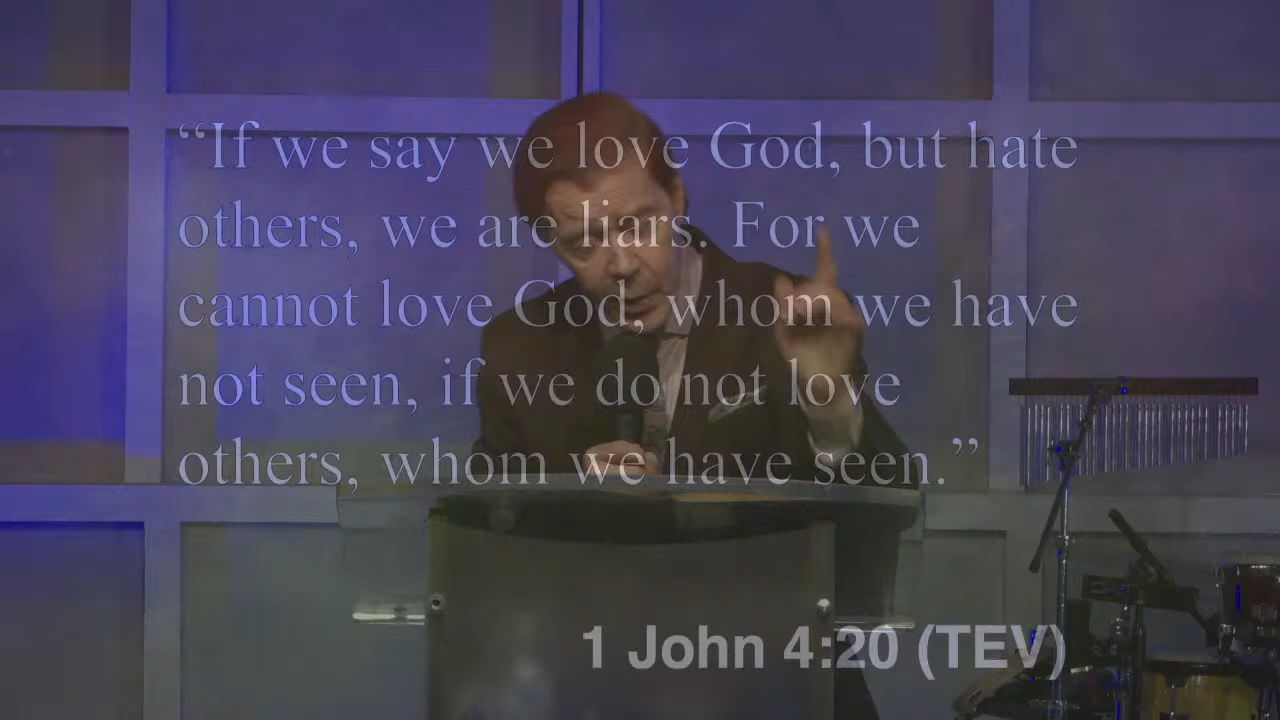 “If we say we love God, but hate
others, we are liars. For we
cannot love God, whom we have
not seen, if we do not love
others, whom we have seen.”
1 John 4:20 (TEV)